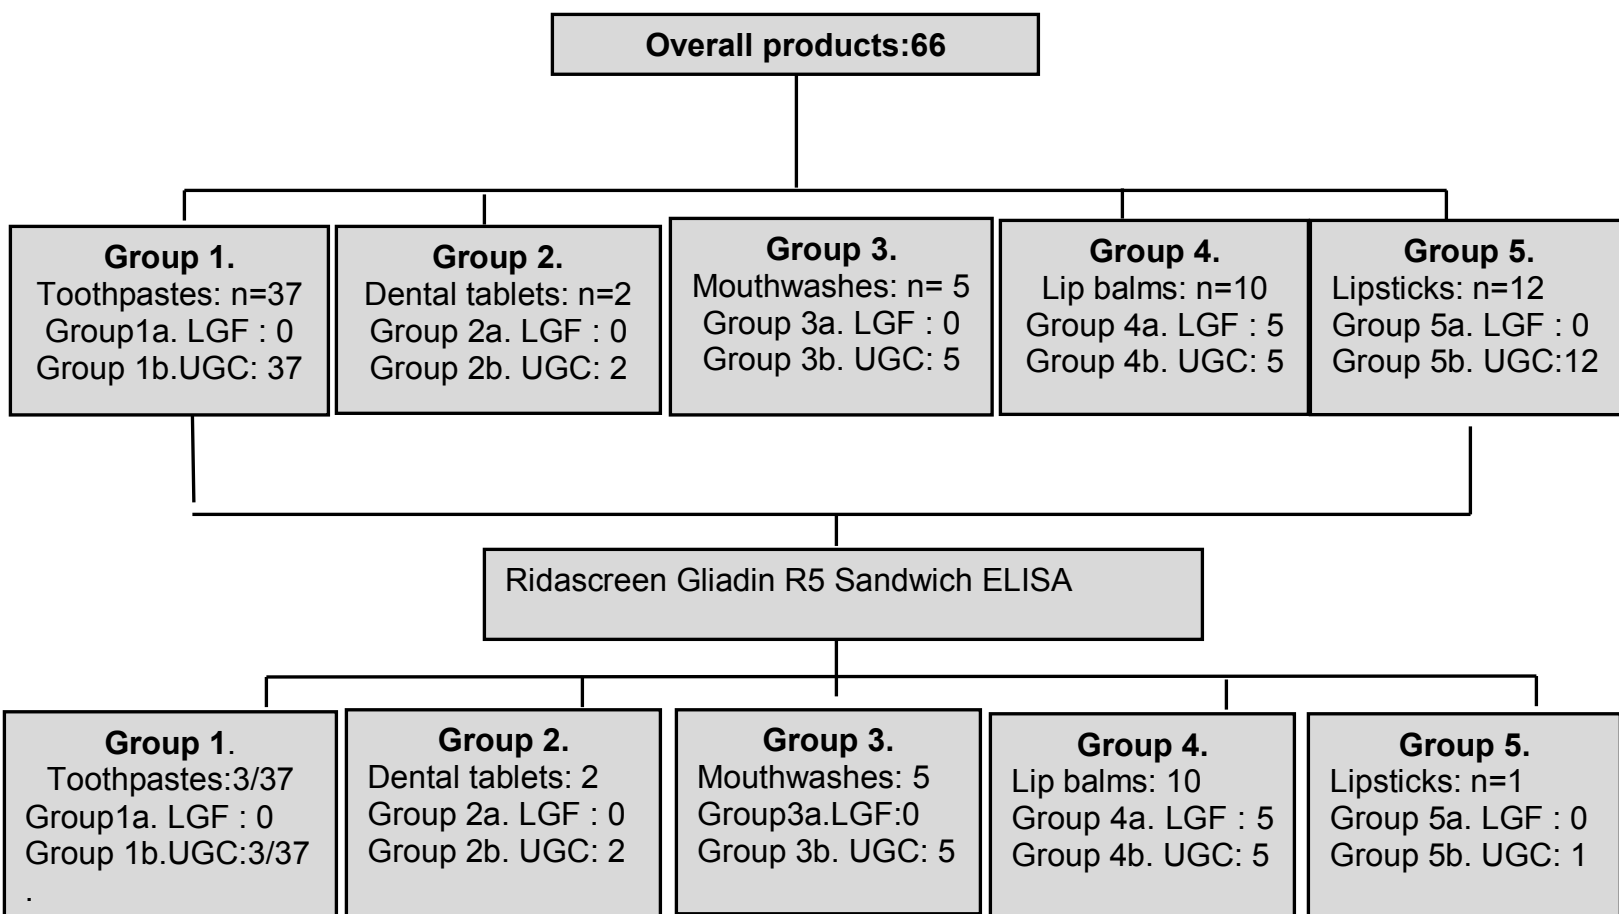 Overall products:66
Group 1.
Toothpastes: n=37
Group1a. LGF : 0
Group 1b.UGC: 37
Group 2.
Dental tablets: n=2
Group 2a. LGF : 0
Group 2b. UGC: 2
Group 3.
Mouthwashes: n= 5
Group 3a. LGF : 0
Group 3b. UGC: 5
Group 4.
Lip balms: n=10
Group 4a. LGF : 5
Group 4b. UGC: 5
Group 5.
Lipsticks: n=12
Group 5a. LGF : 0
Group 5b. UGC:12
Ridascreen Gliadin R5 Sandwich ELISA
Group 1.
Toothpastes:3/37
Group1a. LGF : 0
Group 1b.UGC:3/37
.
Group 2.
Dental tablets: 2
Group 2a. LGF : 0
Group 2b. UGC: 2
Group 3.
Mouthwashes: 5
Group3a.LGF:0
Group 3b. UGC: 5
Group 4.
Lip balms: 10
Group 4a. LGF : 5
Group 4b. UGC: 5
Group 5.
Lipsticks: n=1
Group 5a. LGF : 0
Group 5b. UGC: 1